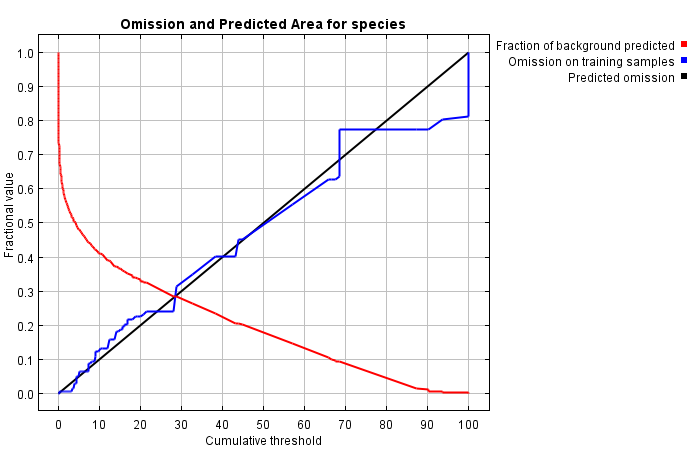 Omission and Predicted Area for species
Fraction of background predicted
Omission on training samples
Predicted omission
1.0
0.9
0.8
0.7
0.6
0.5
0.4
0.3
0.2
0.1
0.0
Fractional value
0 10 20 30 40 50 60 70 80 90 100
Cumulative threshold